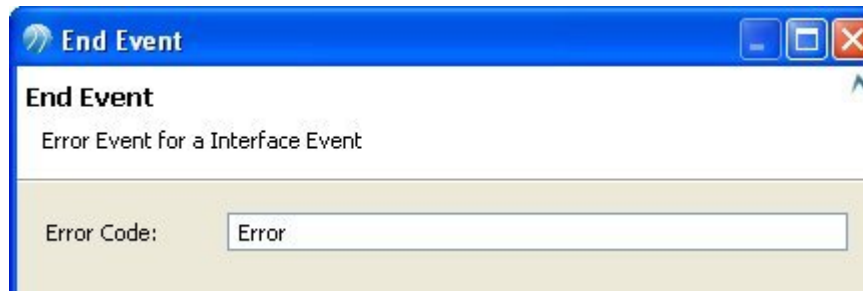 End Event
End Event
Error Event for a Interface Event
Error Code: Error